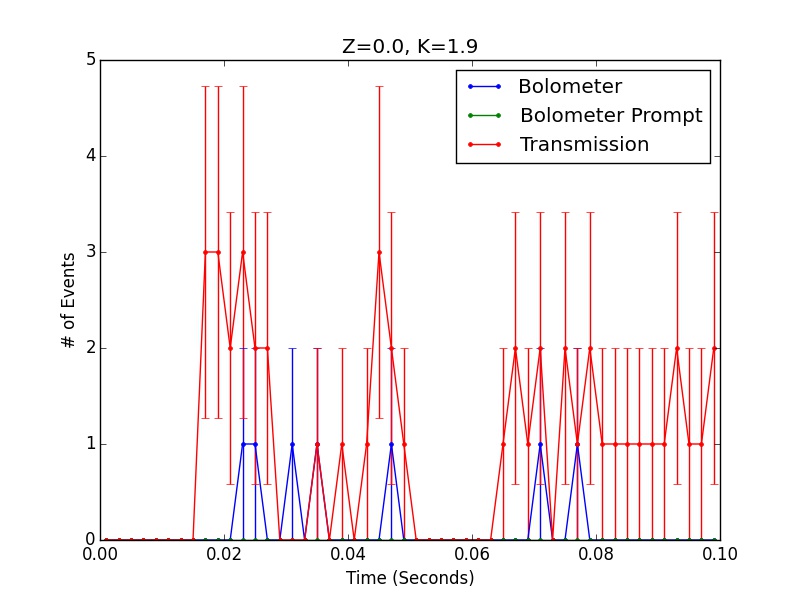 Z=0.0, K=1.9
Bolometer
Bolometer Prompt
Transmission
# of Events
5
4
3
2
1
0
0.00 0.02 0.04 0.06 0.08 0.10
Time (Seconds)